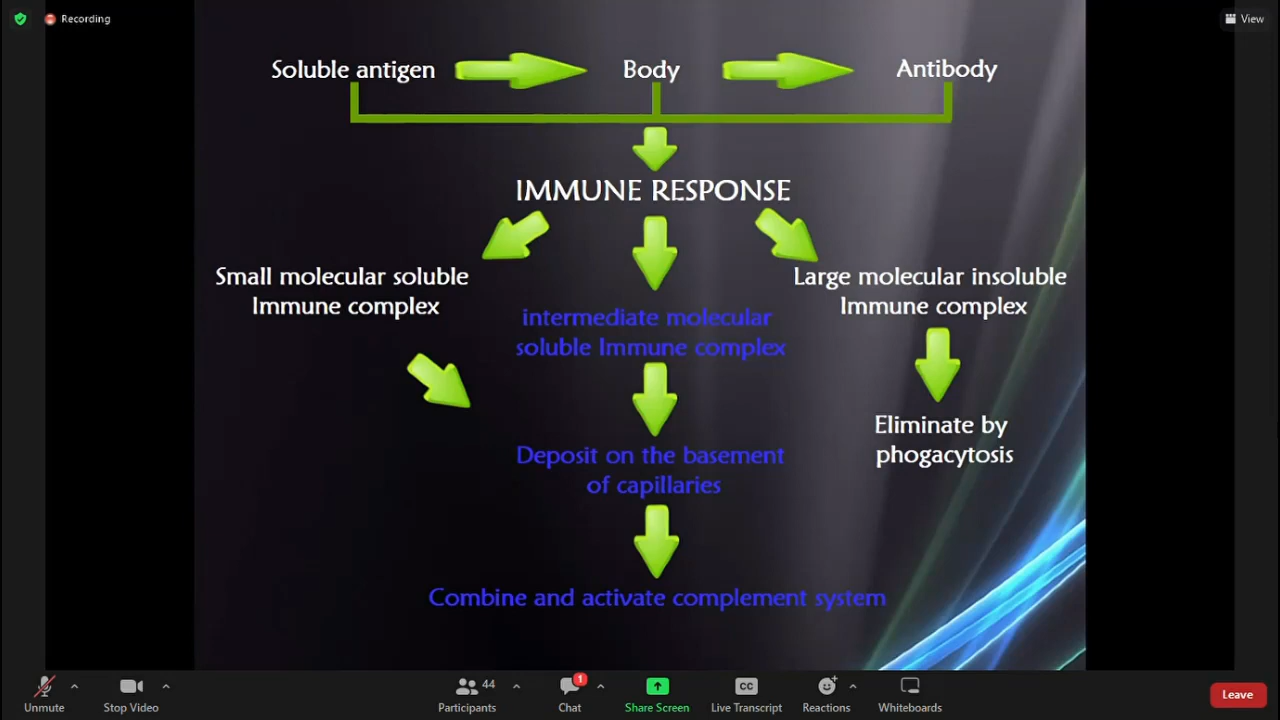 Recording
View
Soluble antigen
Body
Antibody
IMMUNE RESPONSE
Small molecular soluble
Immune complex
intermediate molecular
soluble Immune complex
Large molecular insoluble
Immune complex
Deposit on the basement
of capillaries
Eliminate by
phogacytosis
Combine and activate complement system
Unmute
Stop Video
44
Participants
1
Chat
Share Screen
CC
Live Transcript
Reactions
Whiteboards
Leave